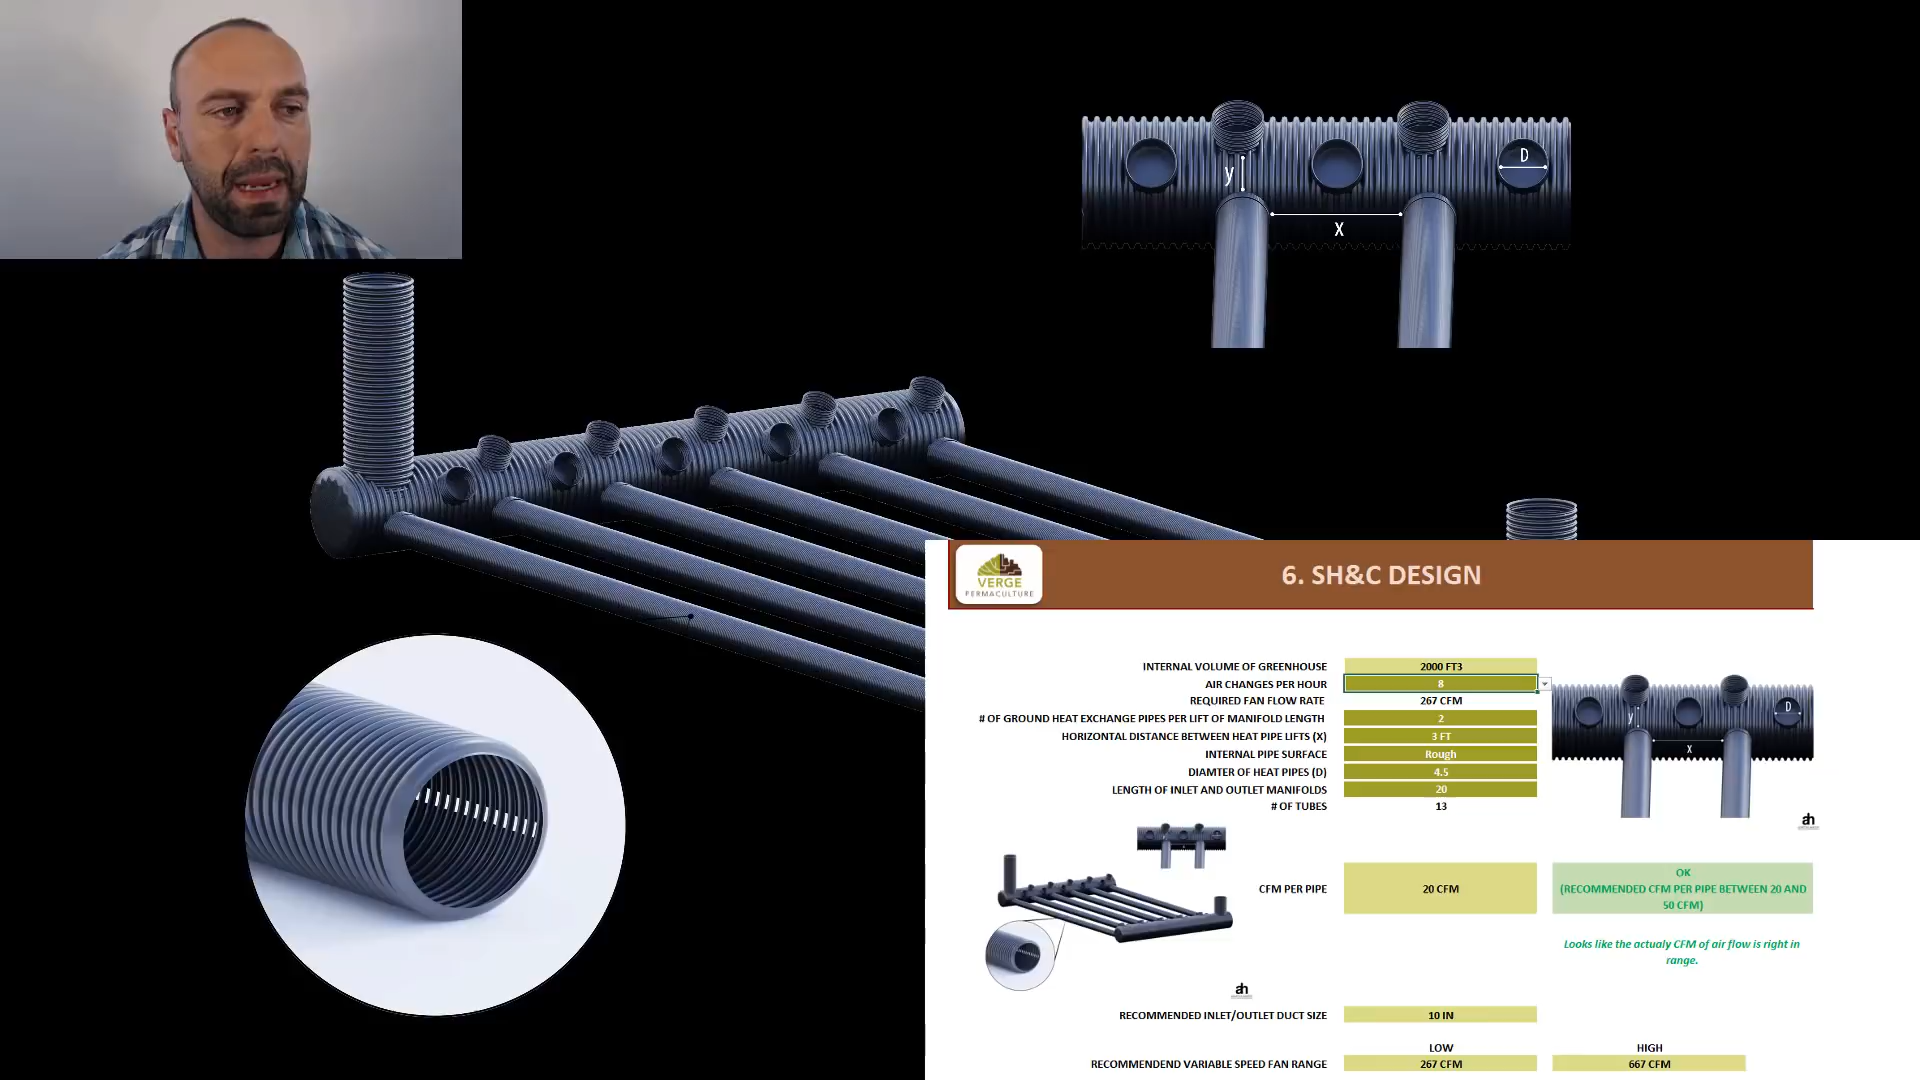 D
y
X
VERGE
PERMACULTURE
6. SH&C DESIGN
INTERNAL VOLUME OF GREENHOUSE 2000 FT3
AIR CHANGES PER HOUR 8
REQUIRED FAN FLOW RATE 267 CFM
# OF GROUND HEAT EXCHANGE PIPES PER LIFT OF MANIFOLD LENGTH 2
HORIZONTAL DISTANCE BETWEEN HEAT PIPE LIFTS (X) 3 FT
INTERNAL PIPE SURFACE Rough
DIAMTER OF HEAT PIPES (D) 4.5
LENGTH OF INLET AND OUTLET MANIFOLDS 20
# OF TUBES 13
D
y
X
ah
CFM PER PIPE 20 CFM
OK
(RECOMMENDED CFM PER PIPE BETWEEN 20 AND
50 CFM)
Looks like the actualy CFM of air flow is right in
range.
ah
RECOMMENDED INLET/OUTLET DUCT SIZE 10 IN
LOW HIGH
RECOMMENDEND VARIABLE SPEED FAN RANGE 267 CFM 667 CFM